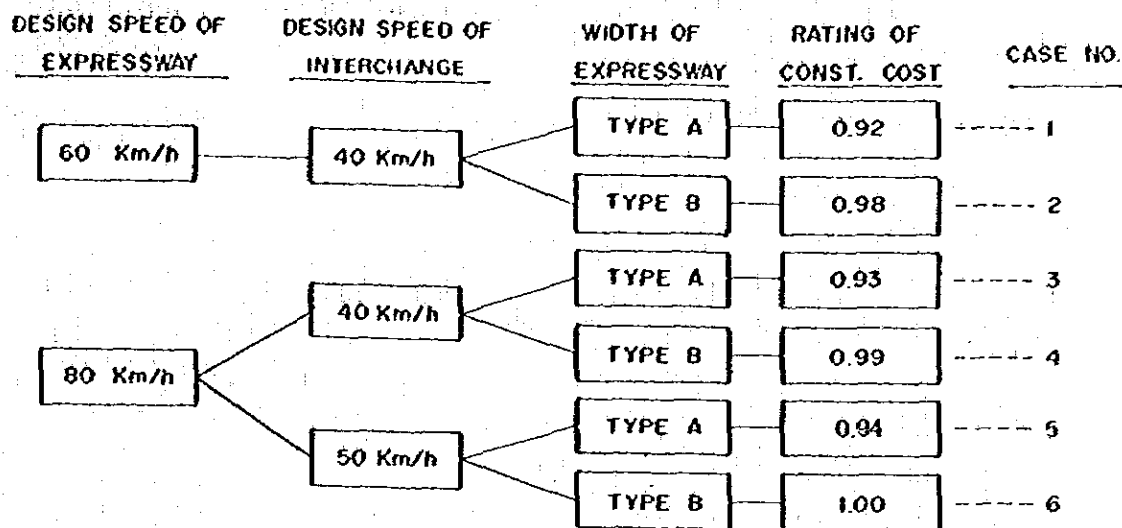 DESIGN SPEED OF EXPRESSWAY
DESIGN SPEED OF INTERCHANGE
WIDTH OF EXPRESSWAY
RATING OF CONST. COST
CASE NO.
60 Km/h
40 Km/h
TYPE A
0.92
1
TYPE B
0.98
2
80 Km/h
40 Km/h
TYPE A
0.93
3
TYPE B
0.99
4
50 Km/h
TYPE A
0.94
5
TYPE B
1.00
6